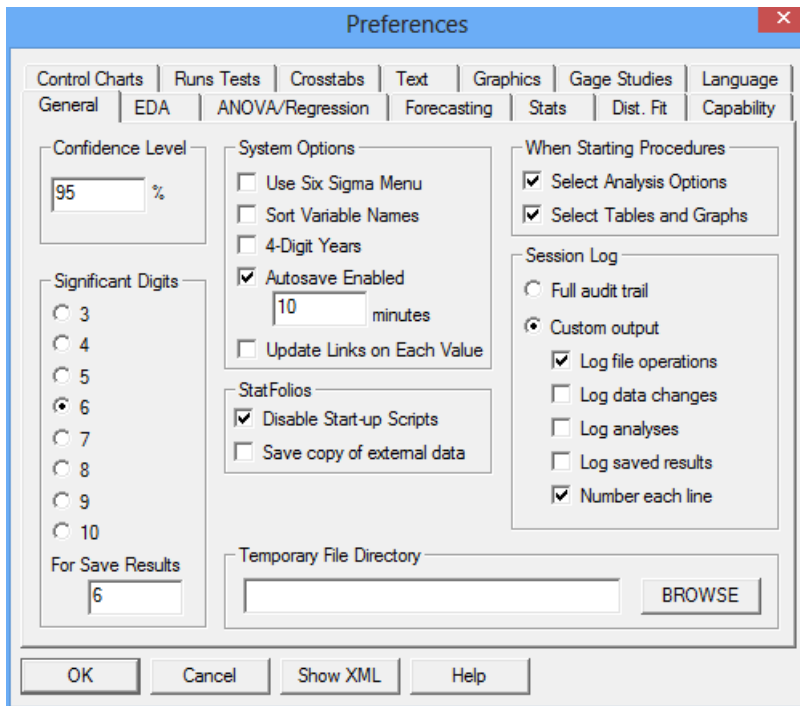 Preferences
Control Charts Runs Tests Crosstabs Text Graphics Gage Studies Language
General EDA ANOVA/Regression Forecasting Stats Dist. Fit Capability
Confidence Level
95 %
Significant Digits
3
4
5
6
7
8
9
10
For Save Results
6
System Options
Use Six Sigma Menu
Sort Variable Names
4-Digit Years
Autosave Enabled
10 minutes
Update Links on Each Value
StatFolios
Disable Start-up Scripts
Save copy of external data
When Starting Procedures
Select Analysis Options
Select Tables and Graphs
Session Log
Full audit trail
Custom output
Log file operations
Log data changes
Log analyses
Log saved results
Number each line
Temporary File Directory
BROWSE
OK Cancel Show XML Help